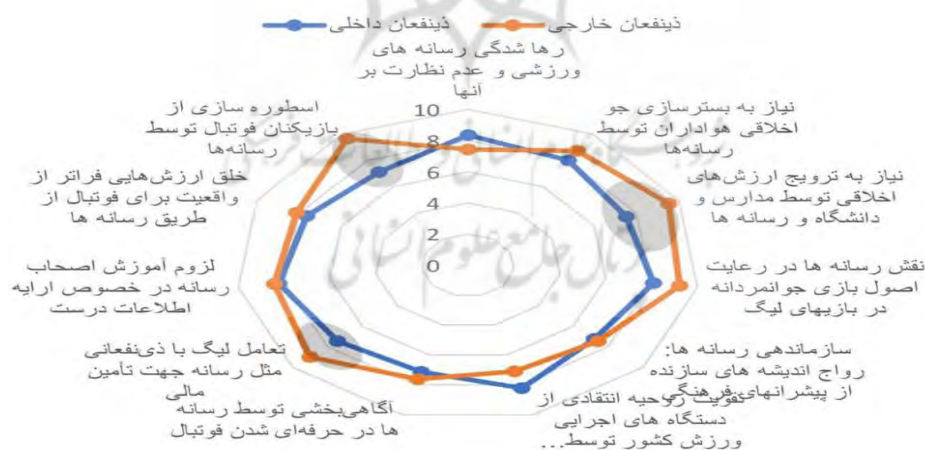 ذینفعان خارجی ذینفعان داخلی
رها شدگی رسانه های
ورزشی و عدم نظارت بر
آنها
نیاز به بسترسازی جو
اخلاقی هواداران توسط
رسانه‌ها
نیاز به ترویج ارزش‌های
اخلاقی توسط مدارس و
دانشگاه و رسانه ها
نقش رسانه ها در رعایت
اصول بازی جوانمردانه
در بازیهای لیگ
سازماندهی رسانه ها:
رواج اندیشه های سازنده
از پیشرانهای فرهنگی
تقویت روحیه انتقادی از
دستگاه های اجرایی
ورزش کشور توسط...
آگاهی‌بخشی توسط رسانه
ها در حرفه‌ای شدن فوتبال
تعامل لیگ با ذی‌نفعانی
مثل رسانه جهت تأمین
مالی
لزوم آموزش اصحاب
رسانه در خصوص ارایه
اطلاعات درست
خلق ارزش‌هایی فراتر از
واقعیت برای فوتبال از
طریق رسانه ها
اسطوره سازی از
بازیکنان فوتبال توسط
رسانه‌ها
10
8
6
4
2
0